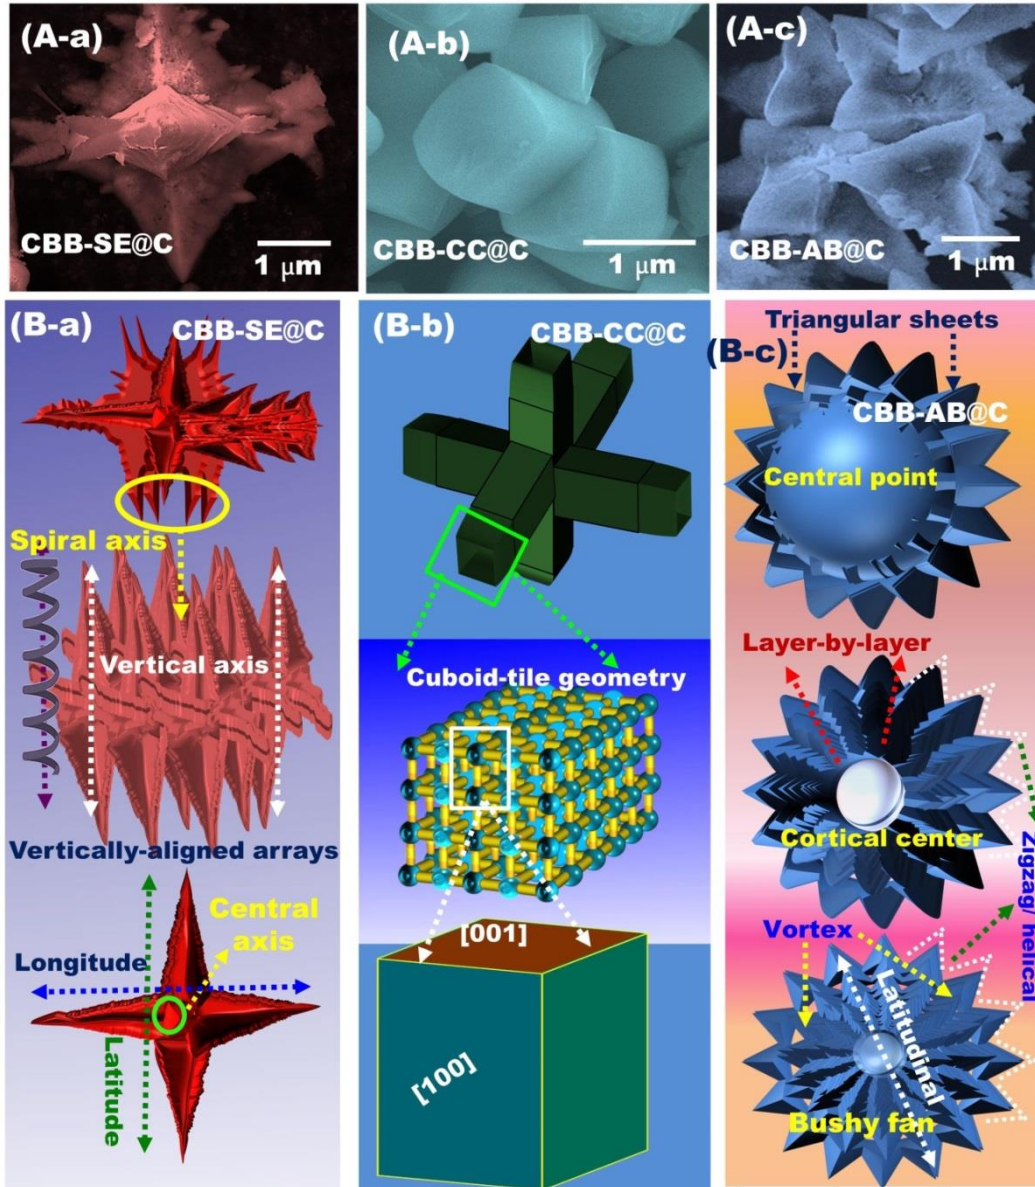 (A-a)
CBB-SE@C
1 μm
(A-b)
CBB-CC@C
1 μm
(A-c)
CBB-AB@C
1 μm
(B-a)
CBB-SE@C
Spiral axis
Vertical axis
Vertically-aligned arrays
Central
axis
Longitude
Latitude
(B-b)
CBB-CC@C
Cuboid-tile geometry
[001]
[100]
Triangular sheets
(B-c)
CBB-AB@C
Central point
Layer-by-layer
Cortical center
Zigzag/ helical
Vortex
Latitudinal
Bushy fan